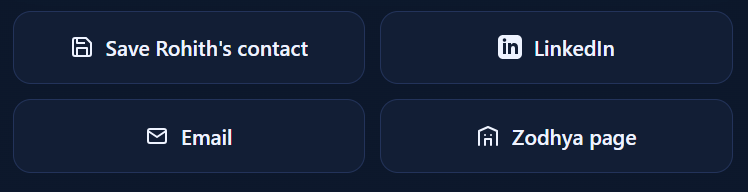 Save Rohith's contact
LinkedIn
Email
Zodhya page